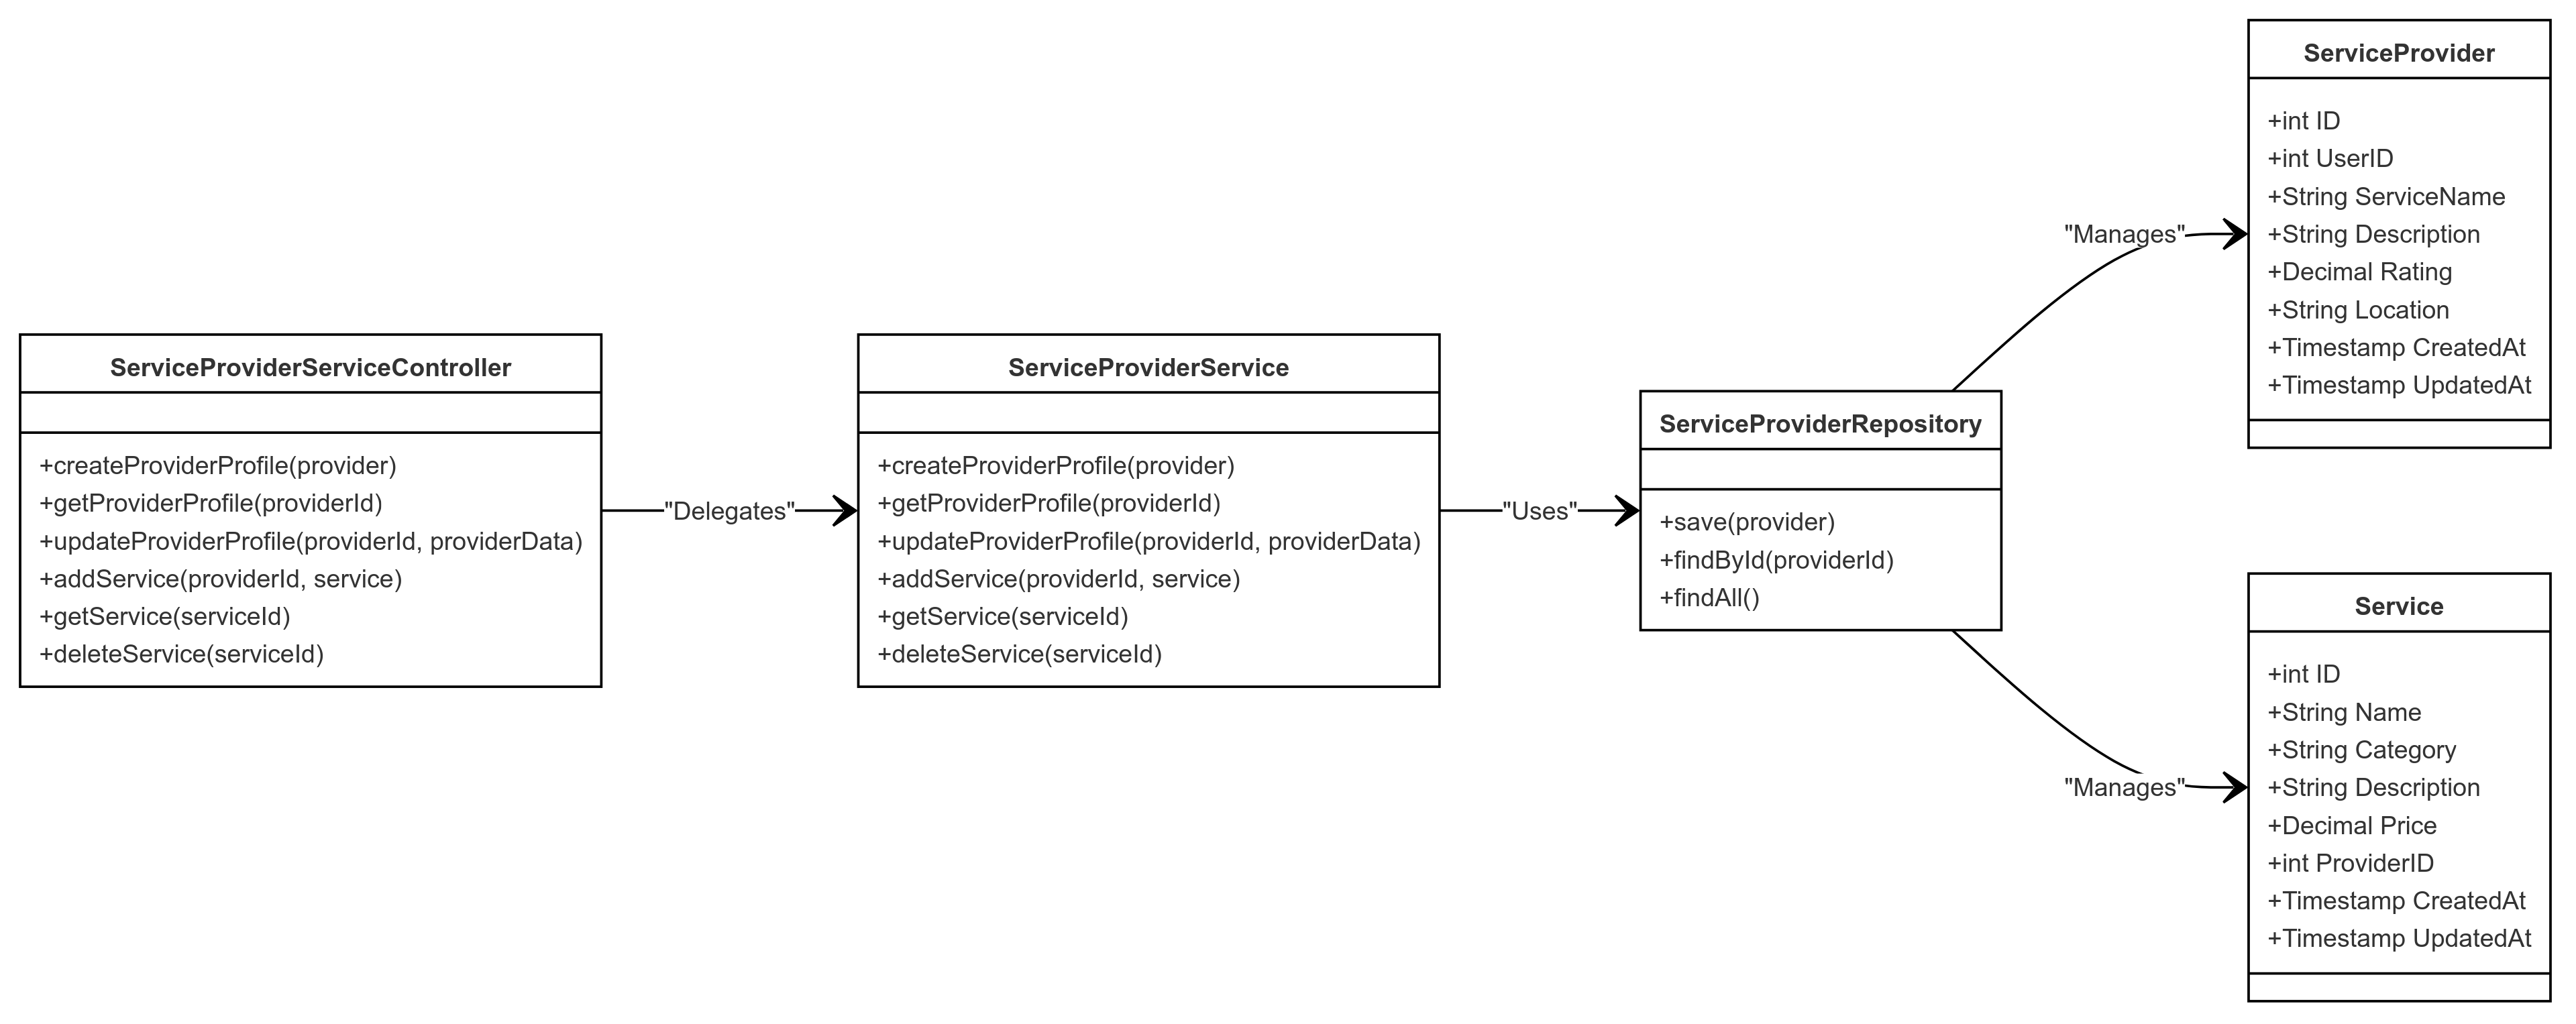 ServiceProviderServiceController
+createProviderProfile(provider)
+getProviderProfile(providerId)
+updateProviderProfile(providerId, providerData)
+addService(providerId, service)
+getService(serviceId)
+deleteService(serviceId)
"Delegates"
ServiceProviderService
+createProviderProfile(provider)
+getProviderProfile(providerId)
+updateProviderProfile(providerId, providerData)
+addService(providerId, service)
+getService(serviceId)
+deleteService(serviceId)
"Uses"
ServiceProviderRepository
+save(provider)
+findById(providerId)
+findAll()
"Manages"
ServiceProvider
+int ID
+int UserID
+String ServiceName
+String Description
+Decimal Rating
+String Location
+Timestamp CreatedAt
+Timestamp UpdatedAt
"Manages"
Service
+int ID
+String Name
+String Category
+String Description
+Decimal Price
+int ProviderID
+Timestamp CreatedAt
+Timestamp UpdatedAt